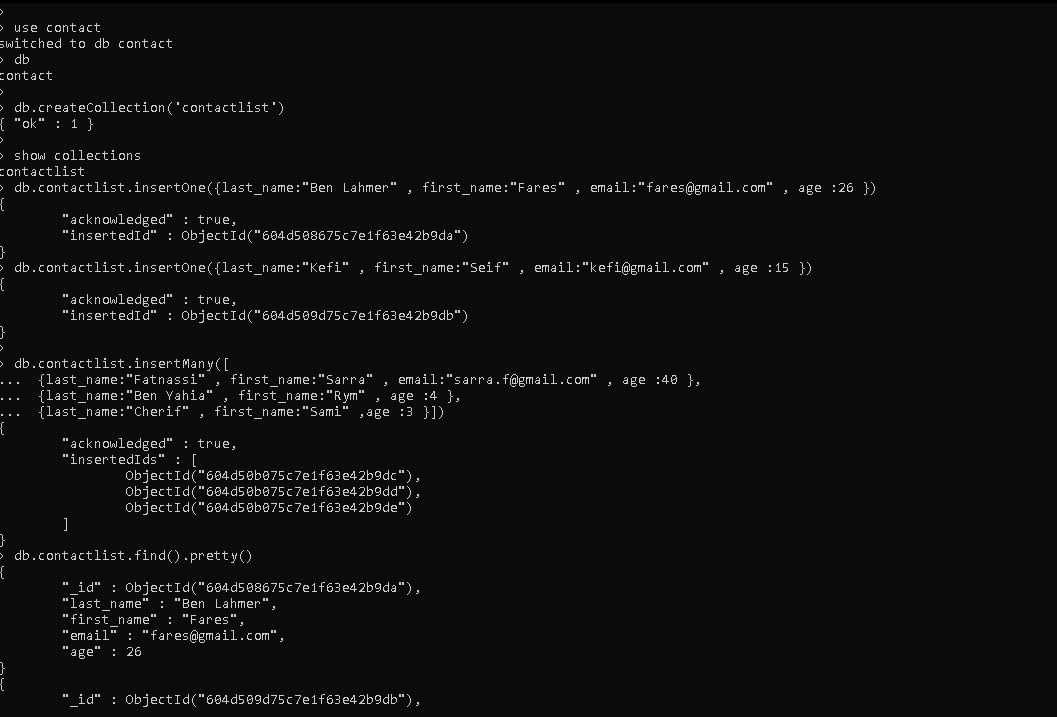 >
> use contact
switched to db contact
> db
contact
>
> db.createCollection('contactlist')
{ "ok" : 1 }
>
> show collections
contactlist
> db.contactlist.insertOne({last_name:"Ben Lahmer" , first_name:"Fares" , email:"fares@gmail.com" , age :26 })
{
        "acknowledged" : true,
        "insertedId" : ObjectId("604d508675c7e1f63e42b9da")
}
> db.contactlist.insertOne({last_name:"Kefi" , first_name:"Seif" , email:"kefi@gmail.com" , age :15 })
{
        "acknowledged" : true,
        "insertedId" : ObjectId("604d509d75c7e1f63e42b9db")
}
>
> db.contactlist.insertMany([
...  {last_name:"Fatnassi" , first_name:"Sarra" , email:"sarra.f@gmail.com" , age :40 },
...  {last_name:"Ben Yahia" , first_name:"Rym" , age :4 },
...  {last_name:"Cherif" , first_name:"Sami" ,age :3 }])
{
        "acknowledged" : true,
        "insertedIds" : [
                ObjectId("604d50b075c7e1f63e42b9dc"),
                ObjectId("604d50b075c7e1f63e42b9dd"),
                ObjectId("604d50b075c7e1f63e42b9de")
        ]
}
> db.contactlist.find().pretty()
{
        "_id" : ObjectId("604d508675c7e1f63e42b9da"),
        "last_name" : "Ben Lahmer",
        "first_name" : "Fares",
        "email" : "fares@gmail.com",
        "age" : 26
}
{
        "_id" : ObjectId("604d509d75c7e1f63e42b9db"),